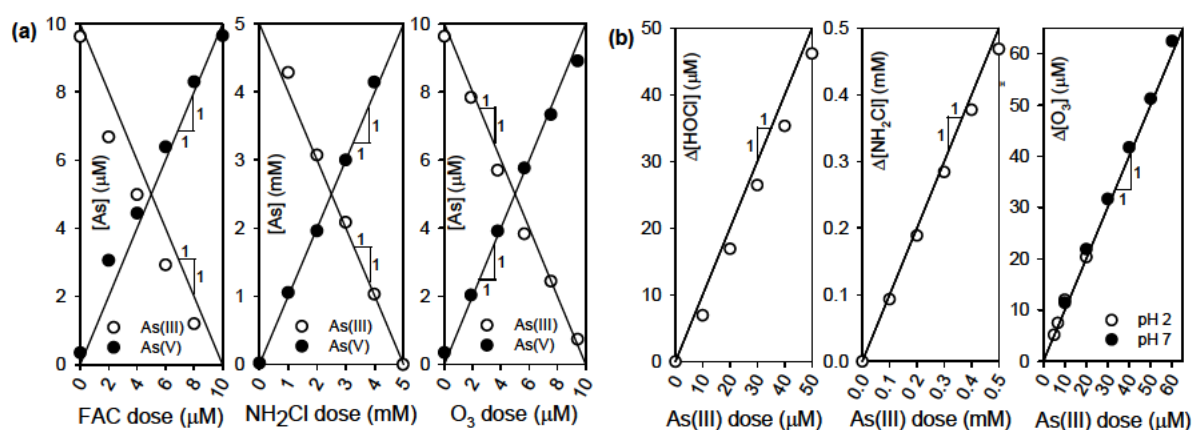 (a)
10
8
6
4
2
0
[As] (μM)
1
1
1
1
As(III)
As(V)
0 2 4 6 8 10
FAC dose (μM)
5
4
3
2
1
0
[As] (mM)
1
1
1
1
As(III)
As(V)
0 1 2 3 4 5
NH2Cl dose (mM)
10
8
6
4
2
0
[As] (μM)
1
1
1
1
As(III)
As(V)
0 2 4 6 8 10
O3 dose (μM)
(b)
50
40
30
20
10
0
Δ[HOCl] (μM)
1
1
0 10 20 30 40 50
As(III) dose (μM)
0.5
0.4
0.3
0.2
0.1
0.0
Δ[NH2Cl] (mM)
1
1
*
0 0.1 0.2 0.3 0.4 0.5
As(III) dose (mM)
60
50
40
30
20
10
0
Δ[O3] (μM)
1
1
pH 2
pH 7
0 10 20 30 40 50 60
As(III) dose (μM)